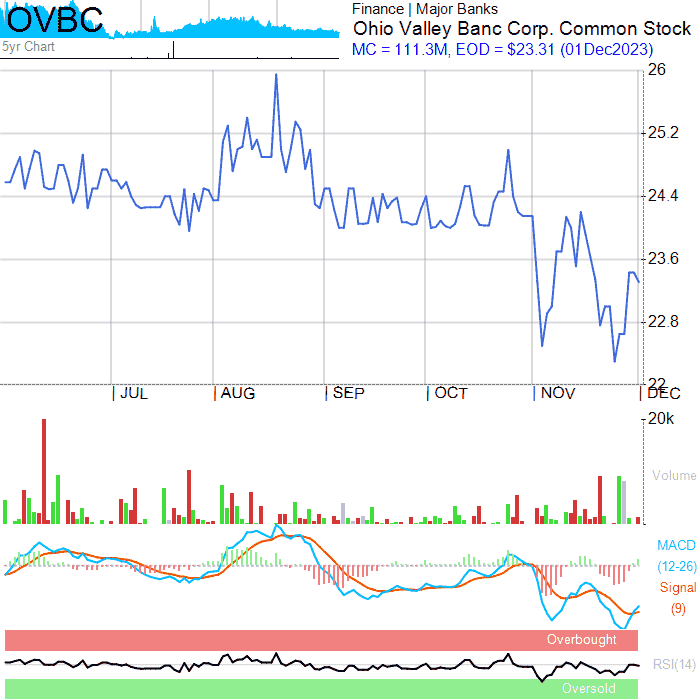 OVBC
5yr Chart
Finance | Major Banks
Ohio Valley Banc Corp. Common Stock
MC = 111.3M, EOD = $23.31 (01Dec2023)
26
25.2
24.4
23.6
22.8
22
JUL AUG SEP OCT NOV DEC
20k
Volume
MACD
(12-26)
Signal
(9)
Overbought
RSI(14)
Oversold